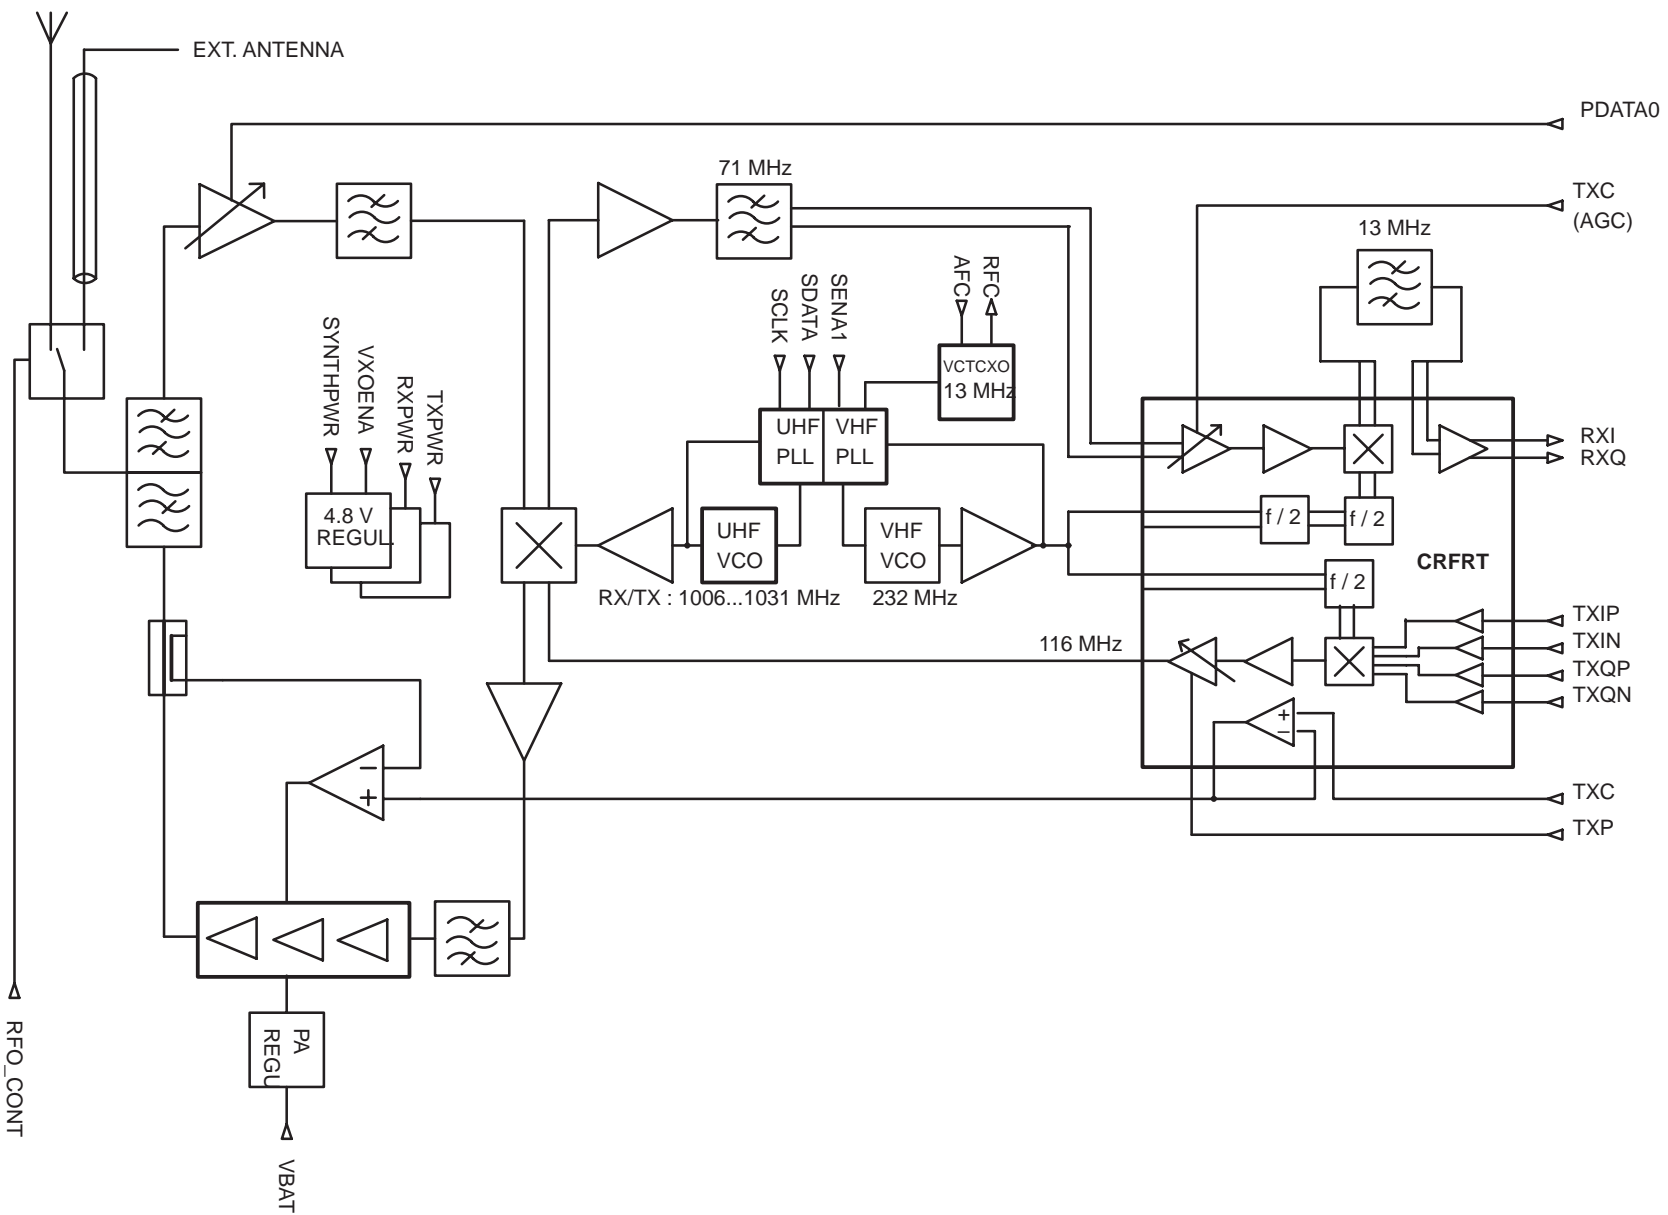 EXT. ANTENNA
PDATA0
71 MHz
TXC
(AGC)
13 MHz
SCLK
SDATA
SENA1
AFC
RFC
SYNTHPWR
VXOENA
RXPWR
TXPWR
VCTCXO
13 MHz
UHF
PLL
VHF
PLL
RXI
RXQ
4.8 V
REGUL.
UHF
VCO
VHF
VCO
f / 2
f / 2
CRFRT
f / 2
RX/TX : 1006...1031 MHz
232 MHz
TXIP
TXIN
TXQP
TXQN
116 MHz
+
−
−
+
TXC
TXP
PA
REGU
RFO_CONT
VBAT